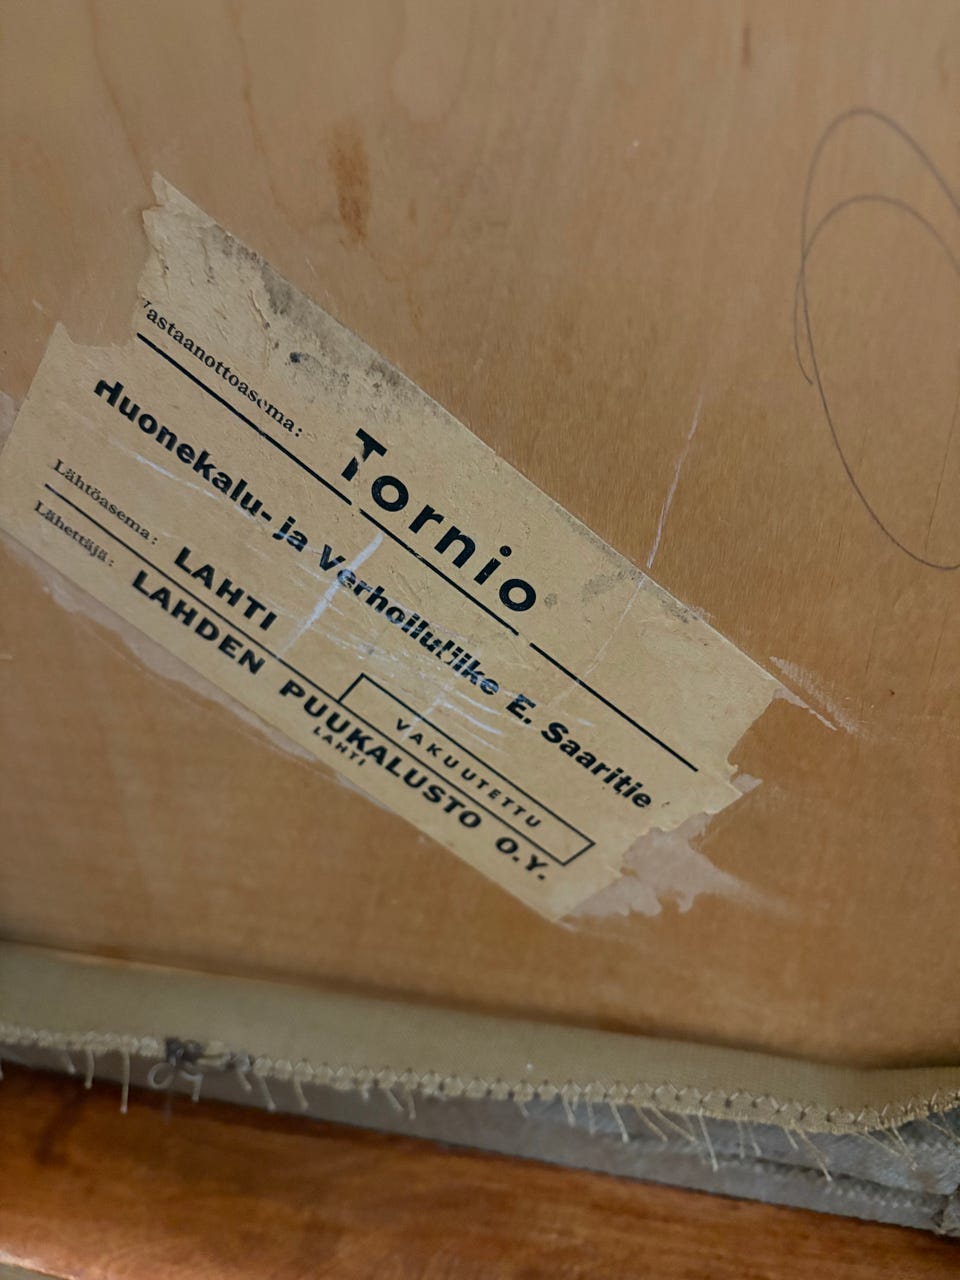 Vastaanottoasema: Tornio
Huonekalu- ja Verhoiluliike E. Saaritie
Lähtöasema: LAHTI
VAKUUTETTU
Lähettäjä: LAHDEN PUUKALUSTO O.Y.
LAHTI